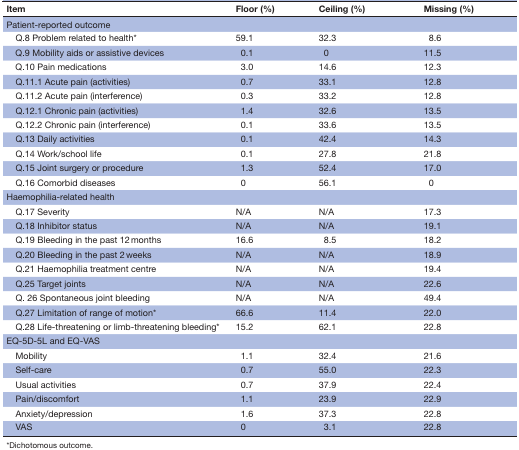 Item Floor (%) Ceiling (%) Missing (%)
Patient-reported outcome
Q.8 Problem related to health* 59.1 32.3 8.6
Q.9 Mobility aids or assistive devices 0.1 0 11.5
Q.10 Pain medications 3.0 14.6 12.3
Q.11.1 Acute pain (activities) 0.7 33.1 12.8
Q.11.2 Acute pain (interference) 0.3 33.2 12.8
Q.12.1 Chronic pain (activities) 1.4 32.6 13.5
Q.12.2 Chronic pain (interference) 0.1 33.6 13.5
Q.13 Daily activities 0.1 42.4 14.3
Q.14 Work/school life 0.1 27.8 21.8
Q.15 Joint surgery or procedure 1.3 52.4 17.0
Q.16 Comorbid diseases 0 56.1 0
Haemophilia-related health
Q.17 Severity N/A N/A 17.3
Q.18 Inhibitor status N/A N/A 19.1
Q.19 Bleeding in the past 12 months 16.6 8.5 18.2
Q.20 Bleeding in the past 2 weeks N/A N/A 18.9
Q.21 Haemophilia treatment centre N/A N/A 19.4
Q.25 Target joints N/A N/A 22.6
Q. 26 Spontaneous joint bleeding N/A N/A 49.4
Q.27 Limitation of range of motion* 66.6 11.4 22.0
Q.28 Life-threatening or limb-threatening bleeding* 15.2 62.1 22.8
EQ-5D-5L and EQ-VAS
Mobility 1.1 32.4 21.6
Self-care 0.7 55.0 22.3
Usual activities 0.7 37.9 22.4
Pain/discomfort 1.1 23.9 22.9
Anxiety/depression 1.6 37.3 22.8
VAS 0 3.1 22.8
*Dichotomous outcome.